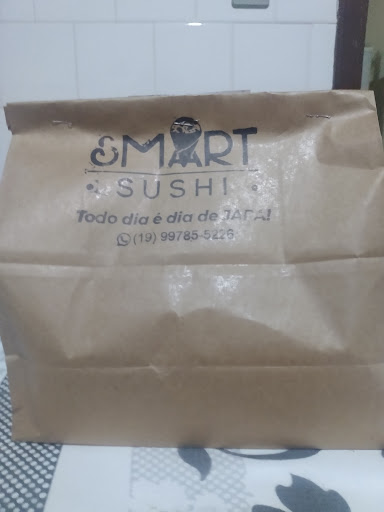 SMART
SUSHI
Todo dia é dia de JAPA!
(19) 99785-5226